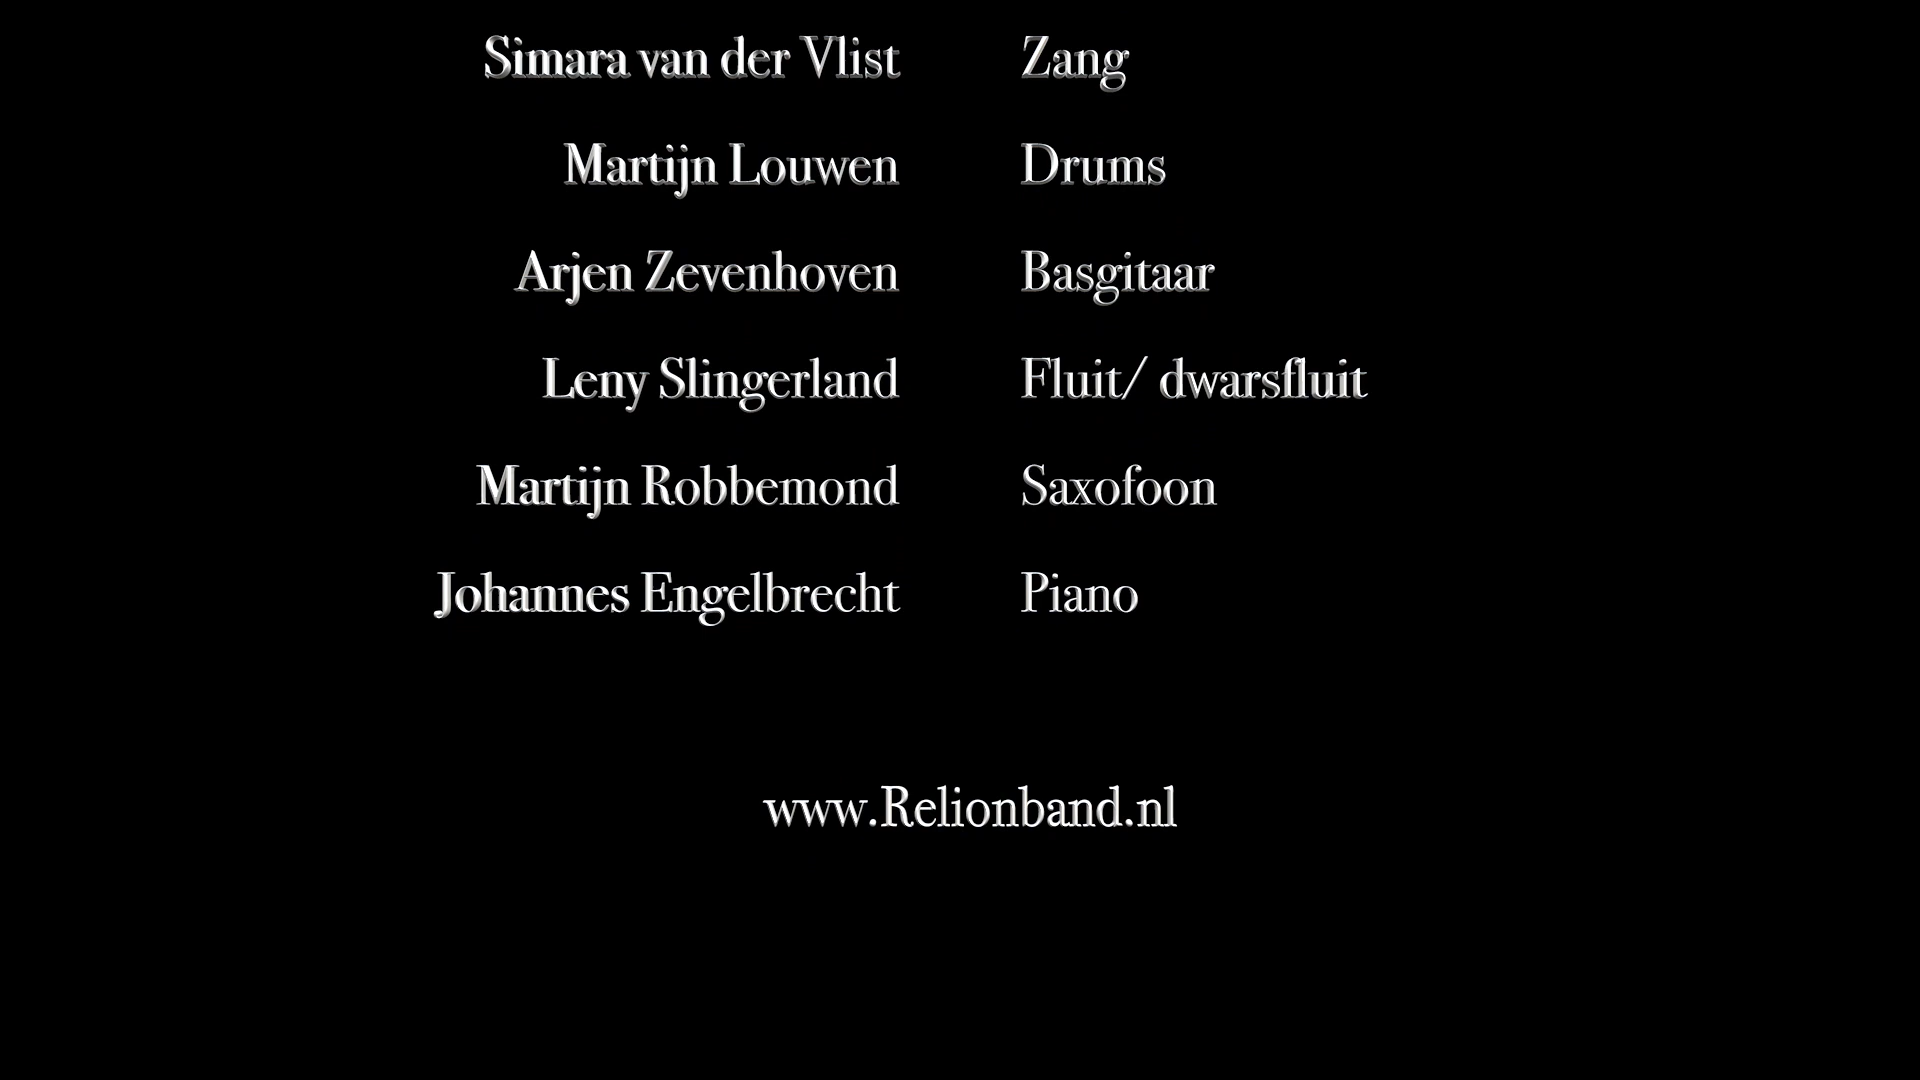 Simara van der Vlist Zang
Martijn Louwen Drums
Arjen Zevenhoven Basgitaar
Leny Slingerland Fluit/ dwarsfluit
Martijn Robbemond Saxofoon
Johannes Engelbrecht Piano
www.Relionband.nl